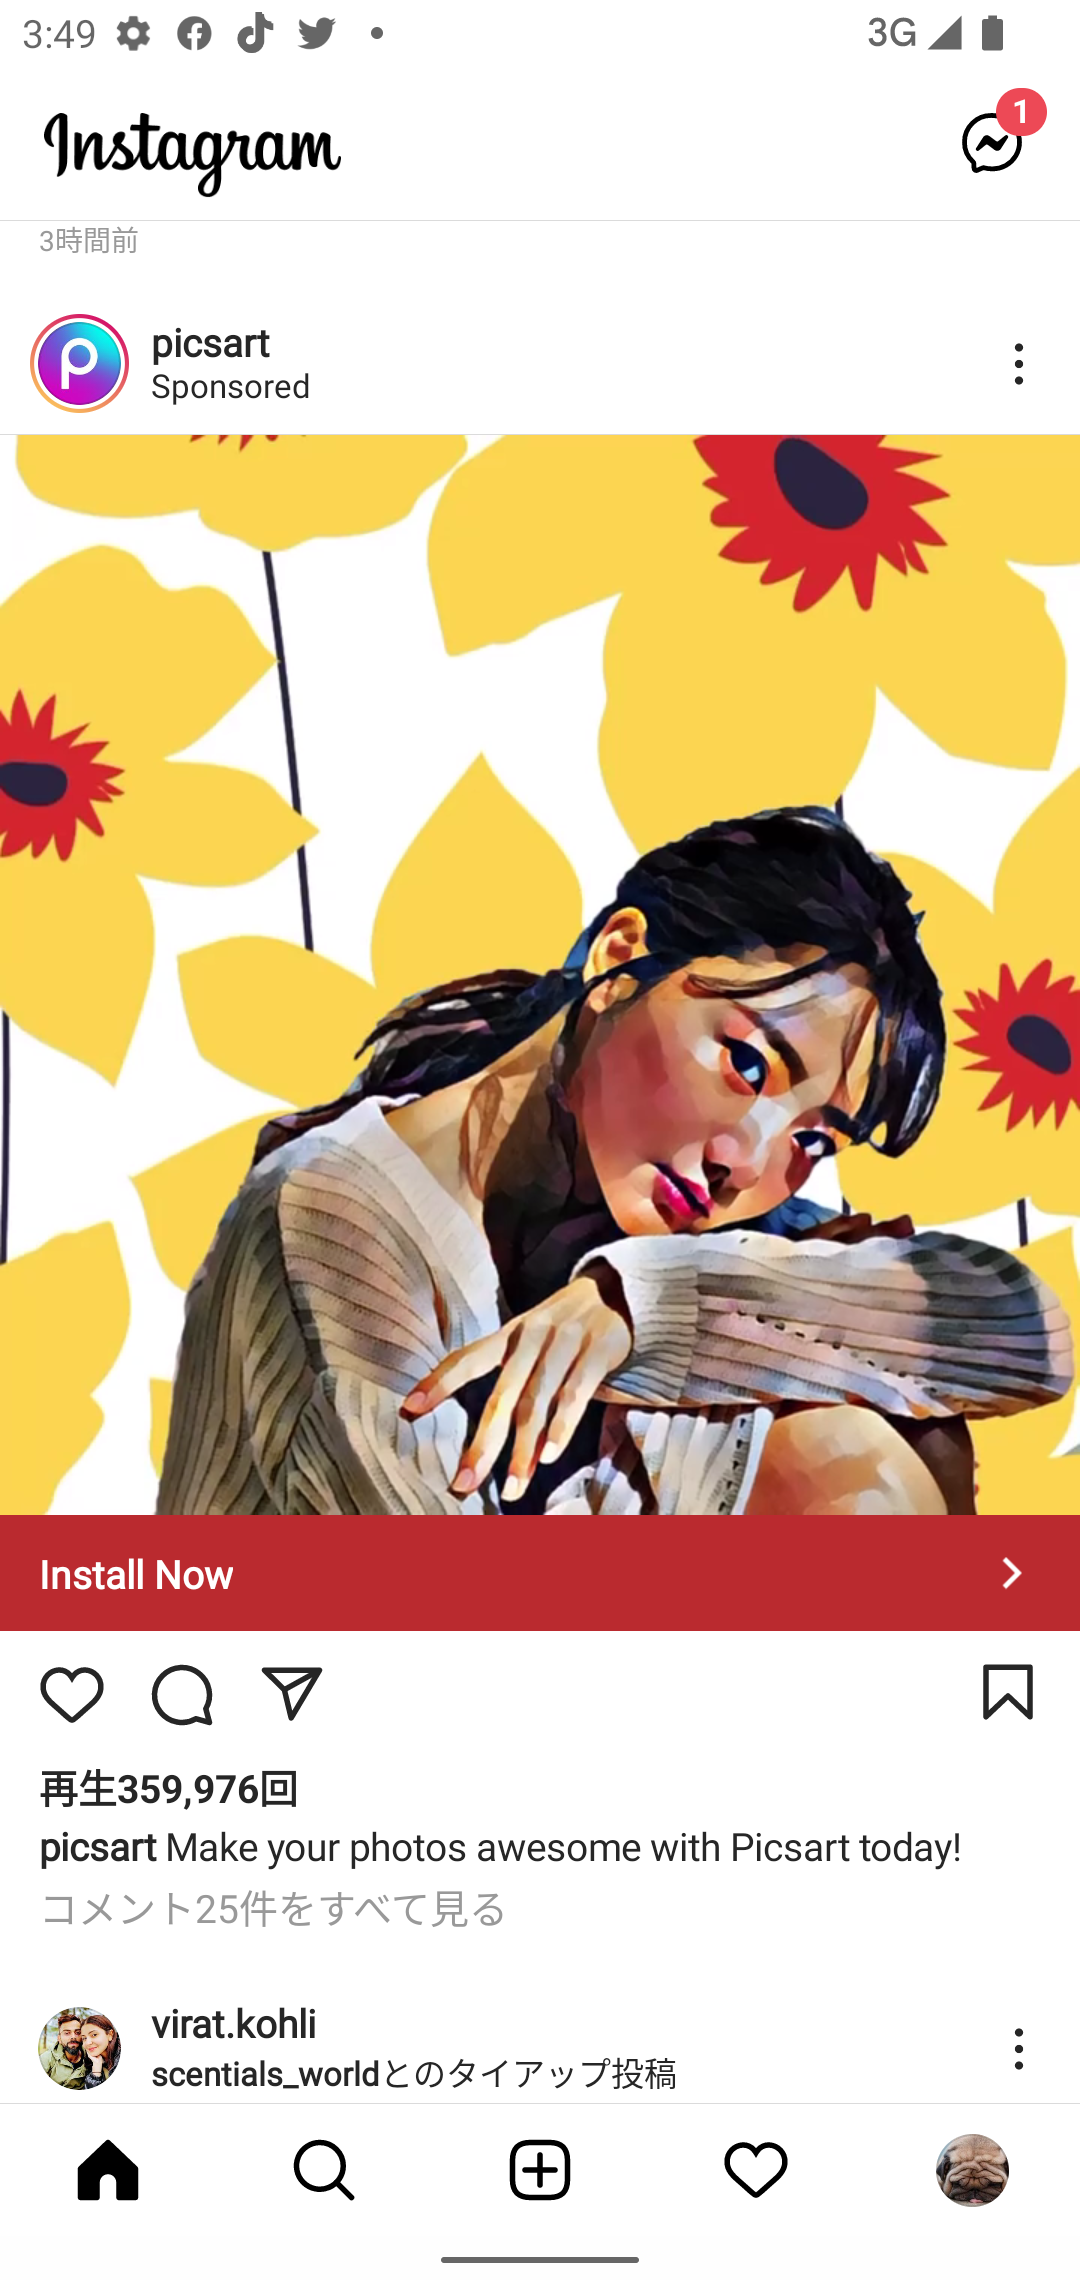 3:49
3G
Instagram
1
3時間前
picsart
Sponsored
Install Now
再生359,976回
picsart Make your photos awesome with Picsart today!
コメント25件をすべて見る
virat.kohli
scentials_worldとのタイアップ投稿